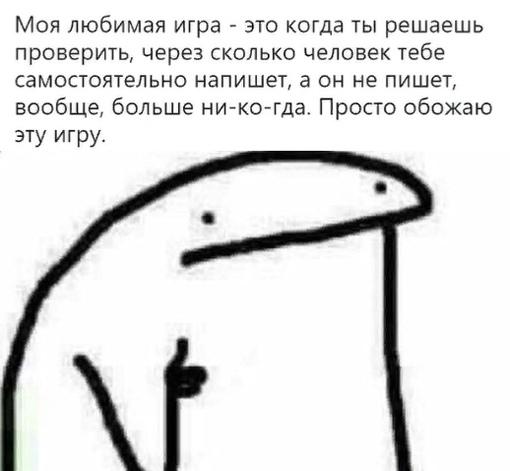 Моя любимая игра - это когда ты решаешь
проверить, через сколько человек тебе
самостоятельно напишет, а он не пишет,
вообще, больше ни-ко-гда. Просто обожаю
эту игру.